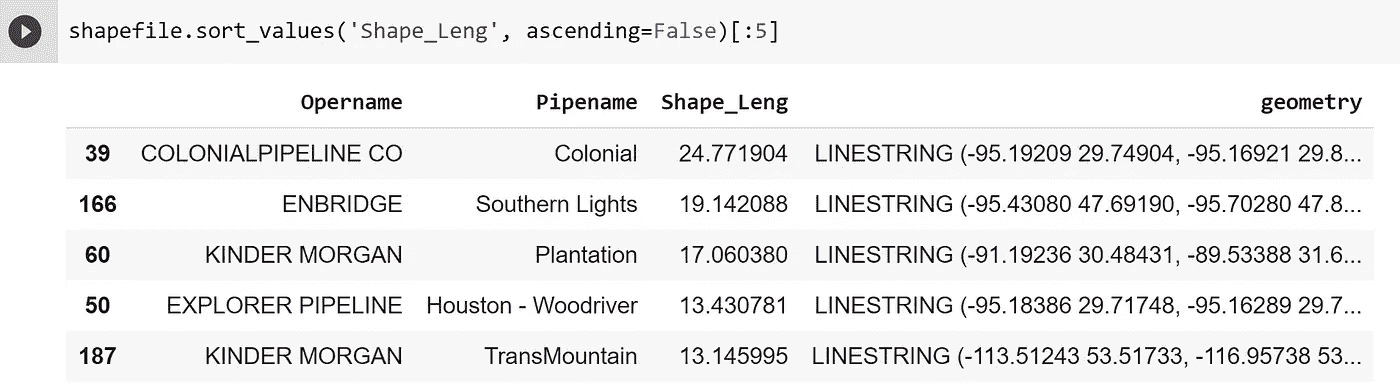 shapefile.sort_values('Shape_Leng', ascending=False)[:5]
Opername Pipename Shape_Leng geometry
39 COLONIALPIPELINE CO Colonial 24.771904 LINESTRING (-95.19209 29.74904, -95.16921 29.8...
166 ENBRIDGE Southern Lights 19.142088 LINESTRING (-95.43080 47.69190, -95.70280 47.8...
60 KINDER MORGAN Plantation 17.060380 LINESTRING (-91.19236 30.48431, -89.53388 31.6...
50 EXPLORER PIPELINE Houston - Woodriver 13.430781 LINESTRING (-95.18386 29.71748, -95.16289 29.7...
187 KINDER MORGAN TransMountain 13.145995 LINESTRING (-113.51243 53.51733, -116.95738 53...